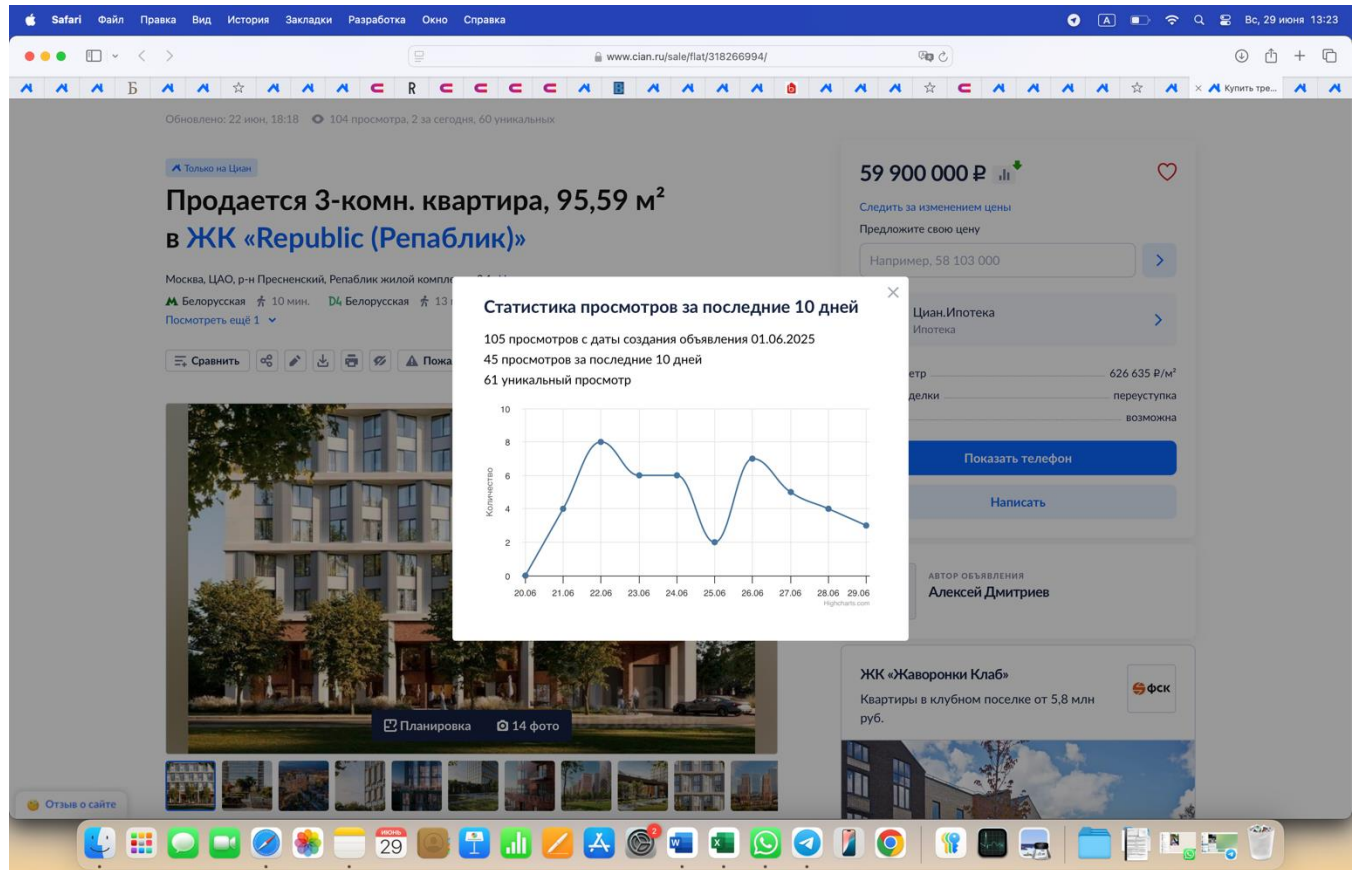 Safari Файл Правка Вид История Закладки Разработка Окно Справка
A
Вс, 29 июня 13:23
www.cian.ru/sale/flat/318266994/
Б
R
Купить тре...
Обновлено: 22 июн, 18:18 104 просмотра, 2 за сегодня, 60 уникальных
Только на Циан
Продается 3-комн. квартира, 95,59 м²
в ЖК «Republic (Репаблик)»
Москва, ЦАО, р-н Пресненский, Репаблик жилой компле
Белорусская 10 мин. D4 Белорусская 13
Посмотреть ещё 1
Сравнить
Пожа
59 900 000 ₽
Следить за изменением цены
Предложите свою цену
Например, 58 103 000
Циан.Ипотека
Ипотека
етр 626 635 ₽/м²
делки переуступка
возможна
Показать телефон
Написать
АВТОР ОБЪЯВЛЕНИЯ
Алексей Дмитриев
ЖК «Жаворонки Клаб»
Квартиры в клубном поселке от 5,8 млн
руб.
фск
Статистика просмотров за последние 10 дней
105 просмотров с даты создания объявления 01.06.2025
45 просмотров за последние 10 дней
61 уникальный просмотр
Количество
10
8
6
4
2
0
20.06 21.06 22.06 23.06 24.06 25.06 26.06 27.06 28.06 29.06
Highcharts.com
Планировка 14 фото
Отзыв о сайте
ИЮНЬ
29
2